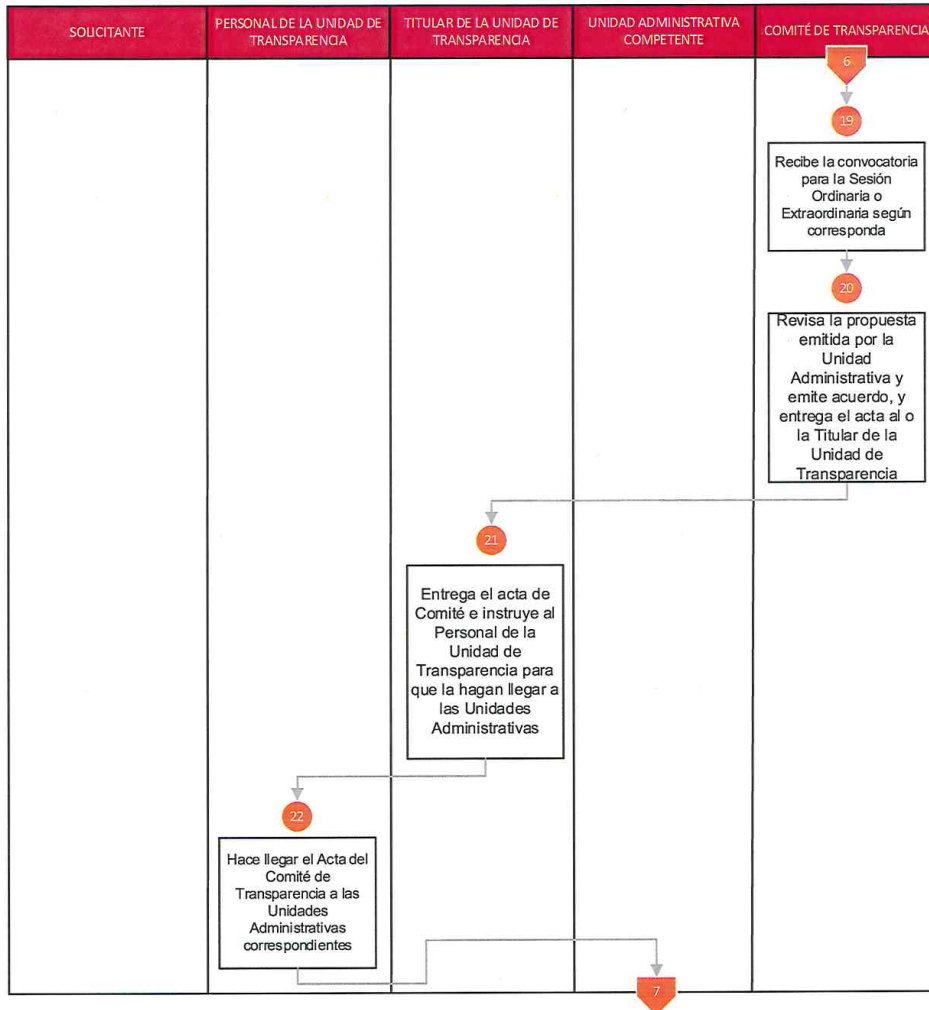 SOLICITANTE
PERSONAL DE LA UNIDAD DE
TRANSPARENCIA
TITULAR DE LA UNIDAD DE
TRANSPARENCIA
UNIDAD ADMINISTRATIVA
COMPETENTE
COMITÉ DE TRANSPARENCIA
6
19
Recibe la convocatoria
para la Sesión
Ordinaria o
Extraordinaria según
corresponda
20
Revisa la propuesta
emitida por la
Unidad
Administrativa y
emite acuerdo, y
entrega el acta al o
la Titular de la
Unidad de
Transparencia
21
Entrega el acta de
Comité e instruye al
Personal de la
Unidad de
Transparencia para
que la hagan llegar a
las Unidades
Administrativas
22
Hace llegar el Acta del
Comité de
Transparencia a las
Unidades
Administrativas
correspondientes
7